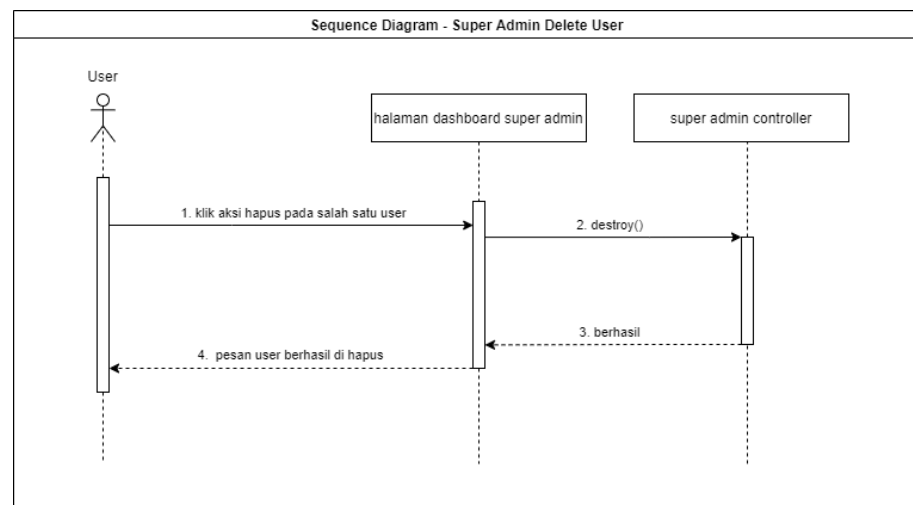 Sequence Diagram - Super Admin Delete User
User
halaman dashboard super admin
super admin controller
1. klik aksi hapus pada salah satu user
2. destroy()
3. berhasil
4. pesan user berhasil di hapus